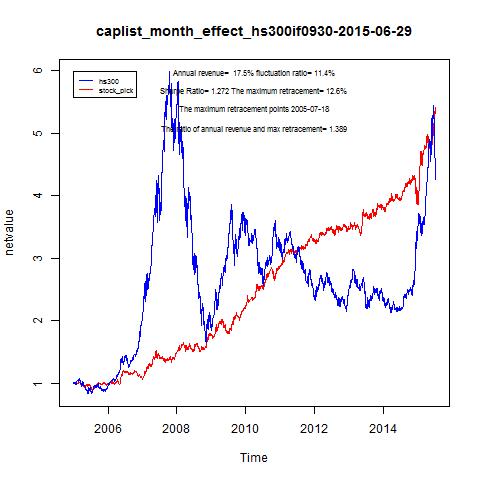 caplist_month_effect_hs300if0930-2015-06-29
Annual revenue= 17.5% fluctuation ratio= 11.4%
Sharpe Ratio= 1.272 The maximum retracement= 12.6%
The maximum retracement points 2005-07-18
The ratio of annual revenue and max retracement= 1.389
hs300
stock_pick
netvalue
6
5
4
3
2
1
2006 2008 2010 2012 2014
Time